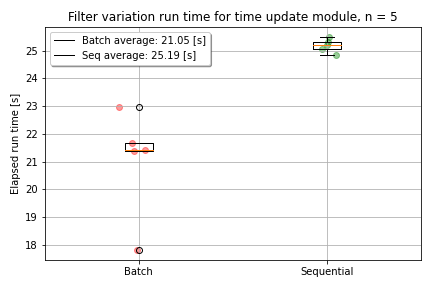 Filter variation run time for time update module, n = 5
Batch average: 21.05 [s]
Seq average: 25.19 [s]
Elapsed run time [s]
25
24
23
22
21
20
19
18
Batch Sequential